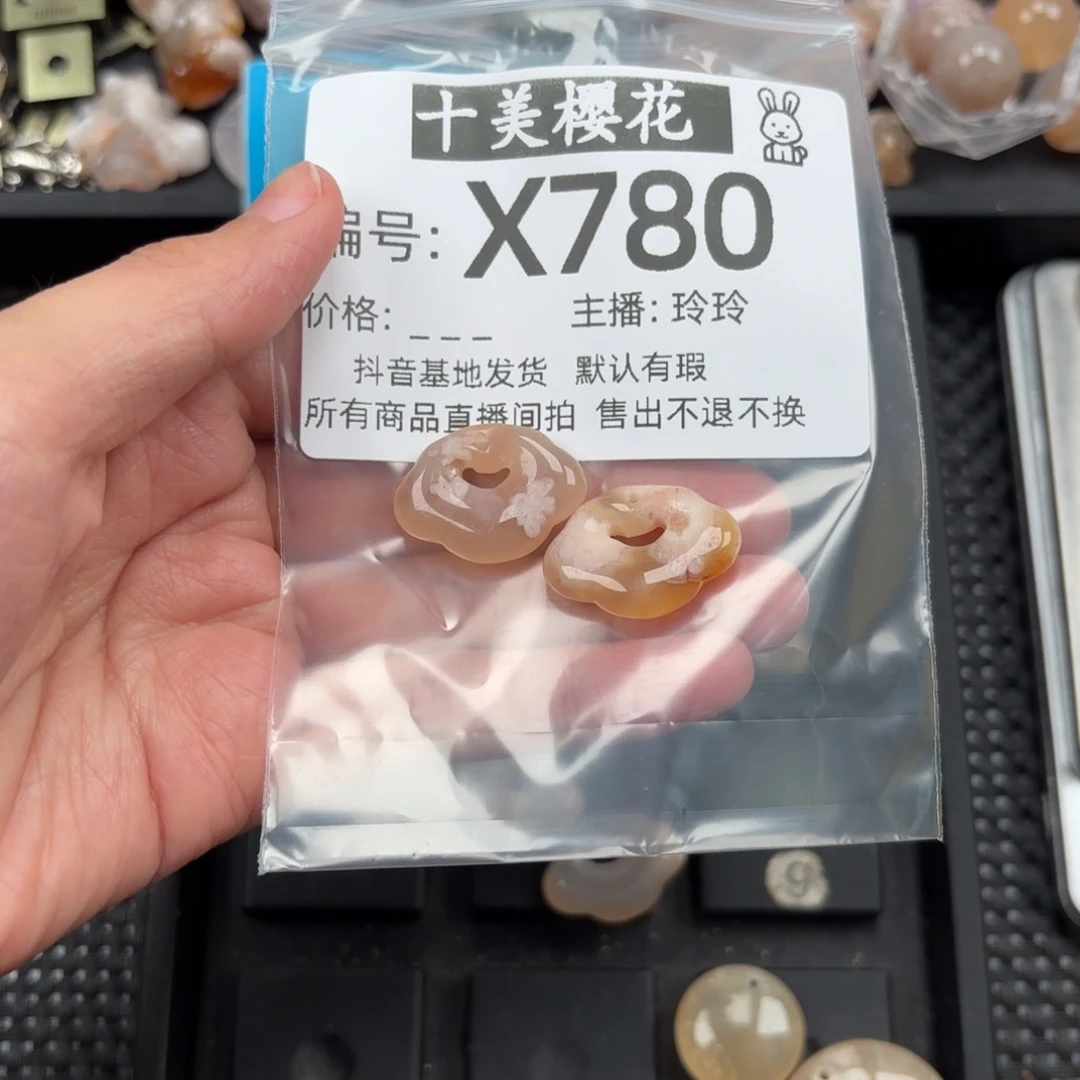 十美樱花
编号: X780
价格: _ _ _ 主播: 玲玲
抖音基地发货 默认有瑕
所有商品直播间拍 售出不退不换
9